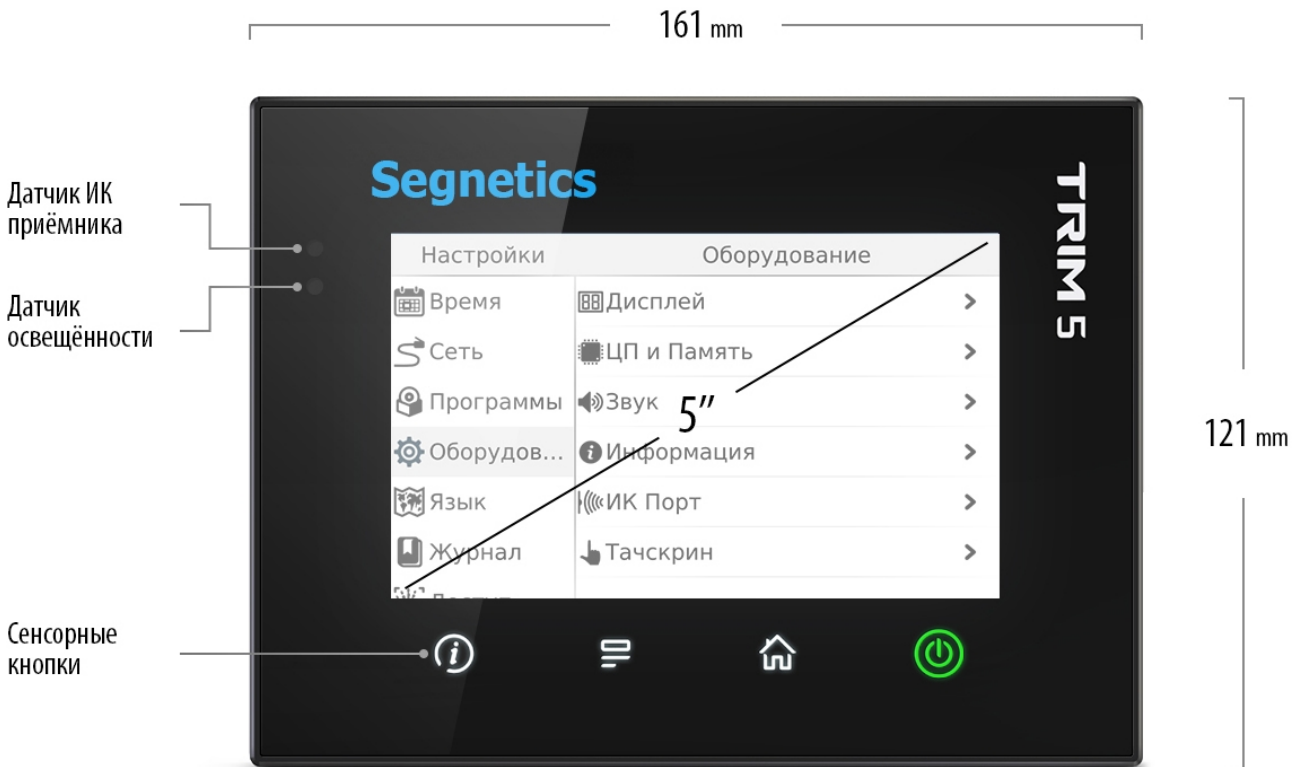 161 mm
Segnetics
TRIM 5
Датчик ИК
приёмника
Датчик
освещённости
Настройки
Оборудование
Время
Сеть
Программы
Оборудов...
Язык
Журнал
Дисплей
ЦП и Память
Звук
5″
Информация
ИК Порт
Тачскрин
121 mm
Сенсорные
кнопки